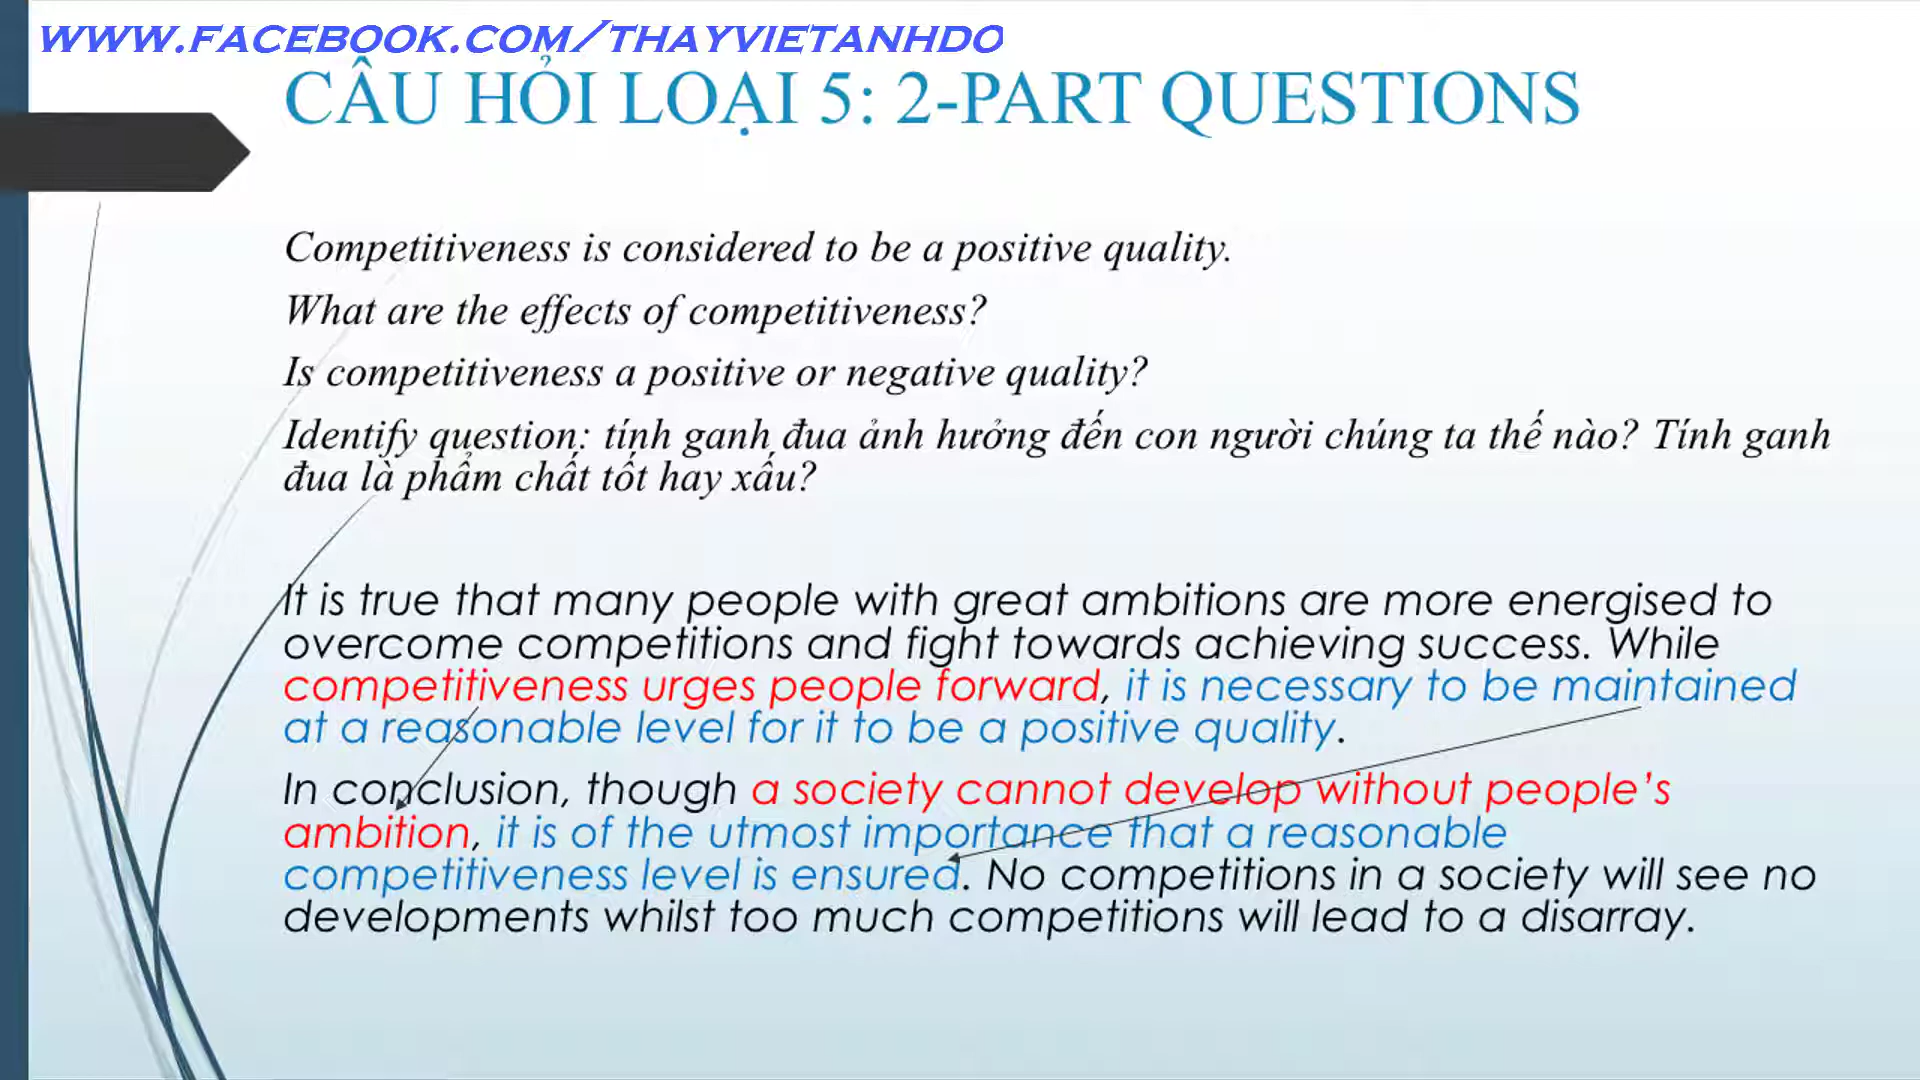 WWW.FACEBOOK.COM/THAYVIETANHDO
CÂU HỎI LOẠI 5: 2-PART QUESTIONS
Competitiveness is considered to be a positive quality.
What are the effects of competitiveness?
Is competitiveness a positive or negative quality?
Identify question: tính ganh đua ảnh hưởng đến con người chúng ta thế nào? Tính ganh
đua là phẩm chất tốt hay xấu?
It is true that many people with great ambitions are more energised to
overcome competitions and fight towards achieving success. While
competitiveness urges people forward, it is necessary to be maintained
at a reasonable level for it to be a positive quality.
In conclusion, though a society cannot develop without people's
ambition, it is of the utmost importance that a reasonable
competitiveness level is ensured. No competitions in a society will see no
developments whilst too much competitions will lead to a disarray.